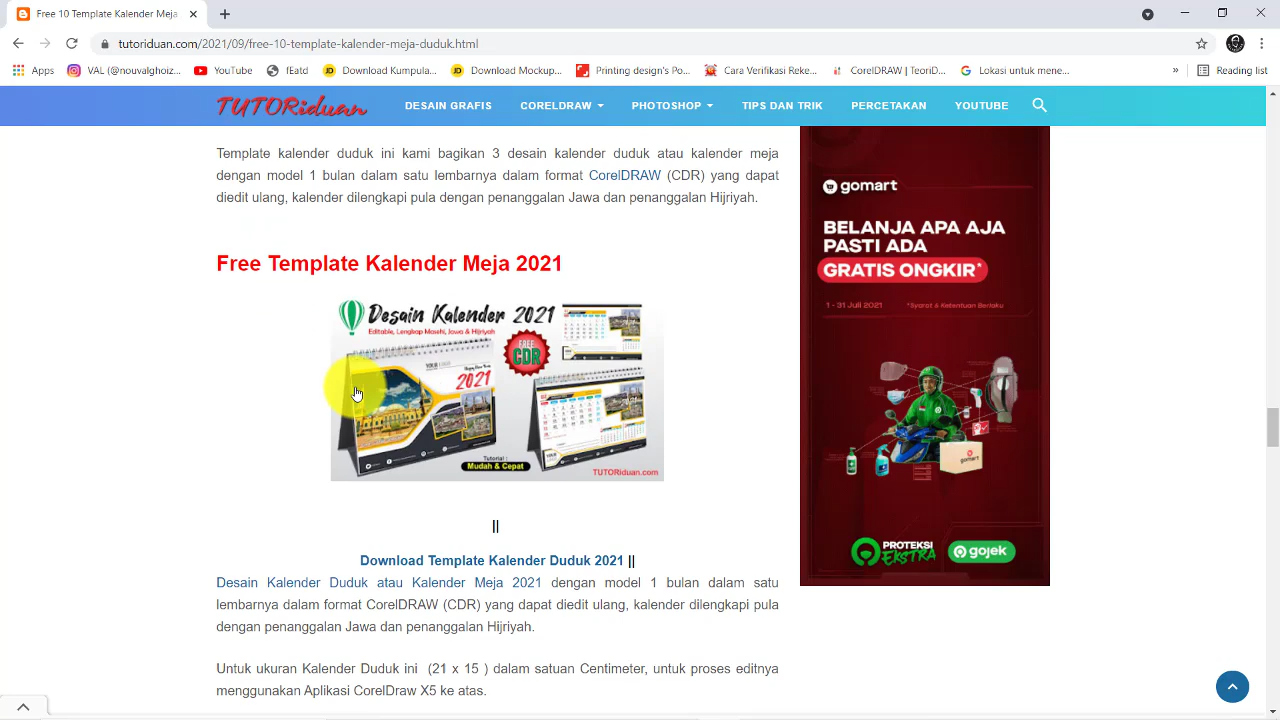 Free 10 Template Kalender Meja
tutoriduan.com/2021/09/free-10-template-kalender-meja-duduk.html
Apps VAL (@nouvalghoiz... YouTube fEatd Download Kumpula... Download Mockup... Printing design's Po... Cara Verifikasi Reke... CorelDRAW | TeoriD... Lokasi untuk mene... » Reading list
TUTORiduan DESAIN GRAFIS CORELDRAW PHOTOSHOP TIPS DAN TRIK PERCETAKAN YOUTUBE
Template kalender duduk ini kami bagikan 3 desain kalender duduk atau kalender meja
dengan model 1 bulan dalam satu lembarnya dalam format CorelDRAW (CDR) yang dapat
diedit ulang, kalender dilengkapi pula dengan penanggalan Jawa dan penanggalan Hijriyah.
Free Template Kalender Meja 2021
Desain Kalender 2021
Editable, Lengkap Masehi, Jawa & Hijriyah
FREE
CDR
2021
Tutorial :
Mudah & Cepat
TUTORiduan.com
||
Download Template Kalender Duduk 2021 ||
Desain Kalender Duduk atau Kalender Meja 2021 dengan model 1 bulan dalam satu
lembarnya dalam format CorelDRAW (CDR) yang dapat diedit ulang, kalender dilengkapi pula
dengan penanggalan Jawa dan penanggalan Hijriyah.
Untuk ukuran Kalender Duduk ini (21 x 15 ) dalam satuan Centimeter, untuk proses editnya
menggunakan Aplikasi CorelDraw X5 ke atas.
gomart
BELANJA APA AJA
PASTI ADA
GRATIS ONGKIR*
1 - 31 Juli 2021 *Syarat & Ketentuan Berlaku
gomart
PROTEKSI
EKSTRA
gojek